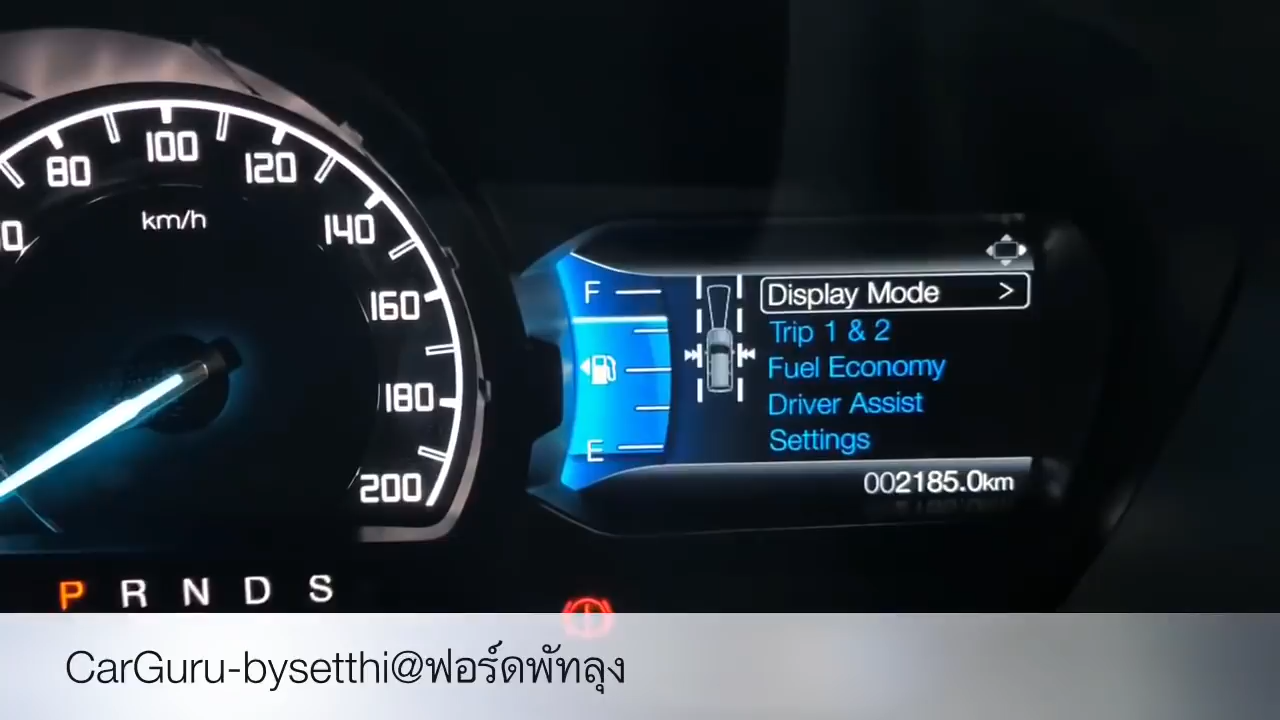 80
100
120
140
160
180
200
km/h
F
E
Display Mode >
Trip 1 & 2
Fuel Economy
Driver Assist
Settings
002185.0km
P R N D S
CarGuru-bysetthi@ฟอร์ดพัทลุง